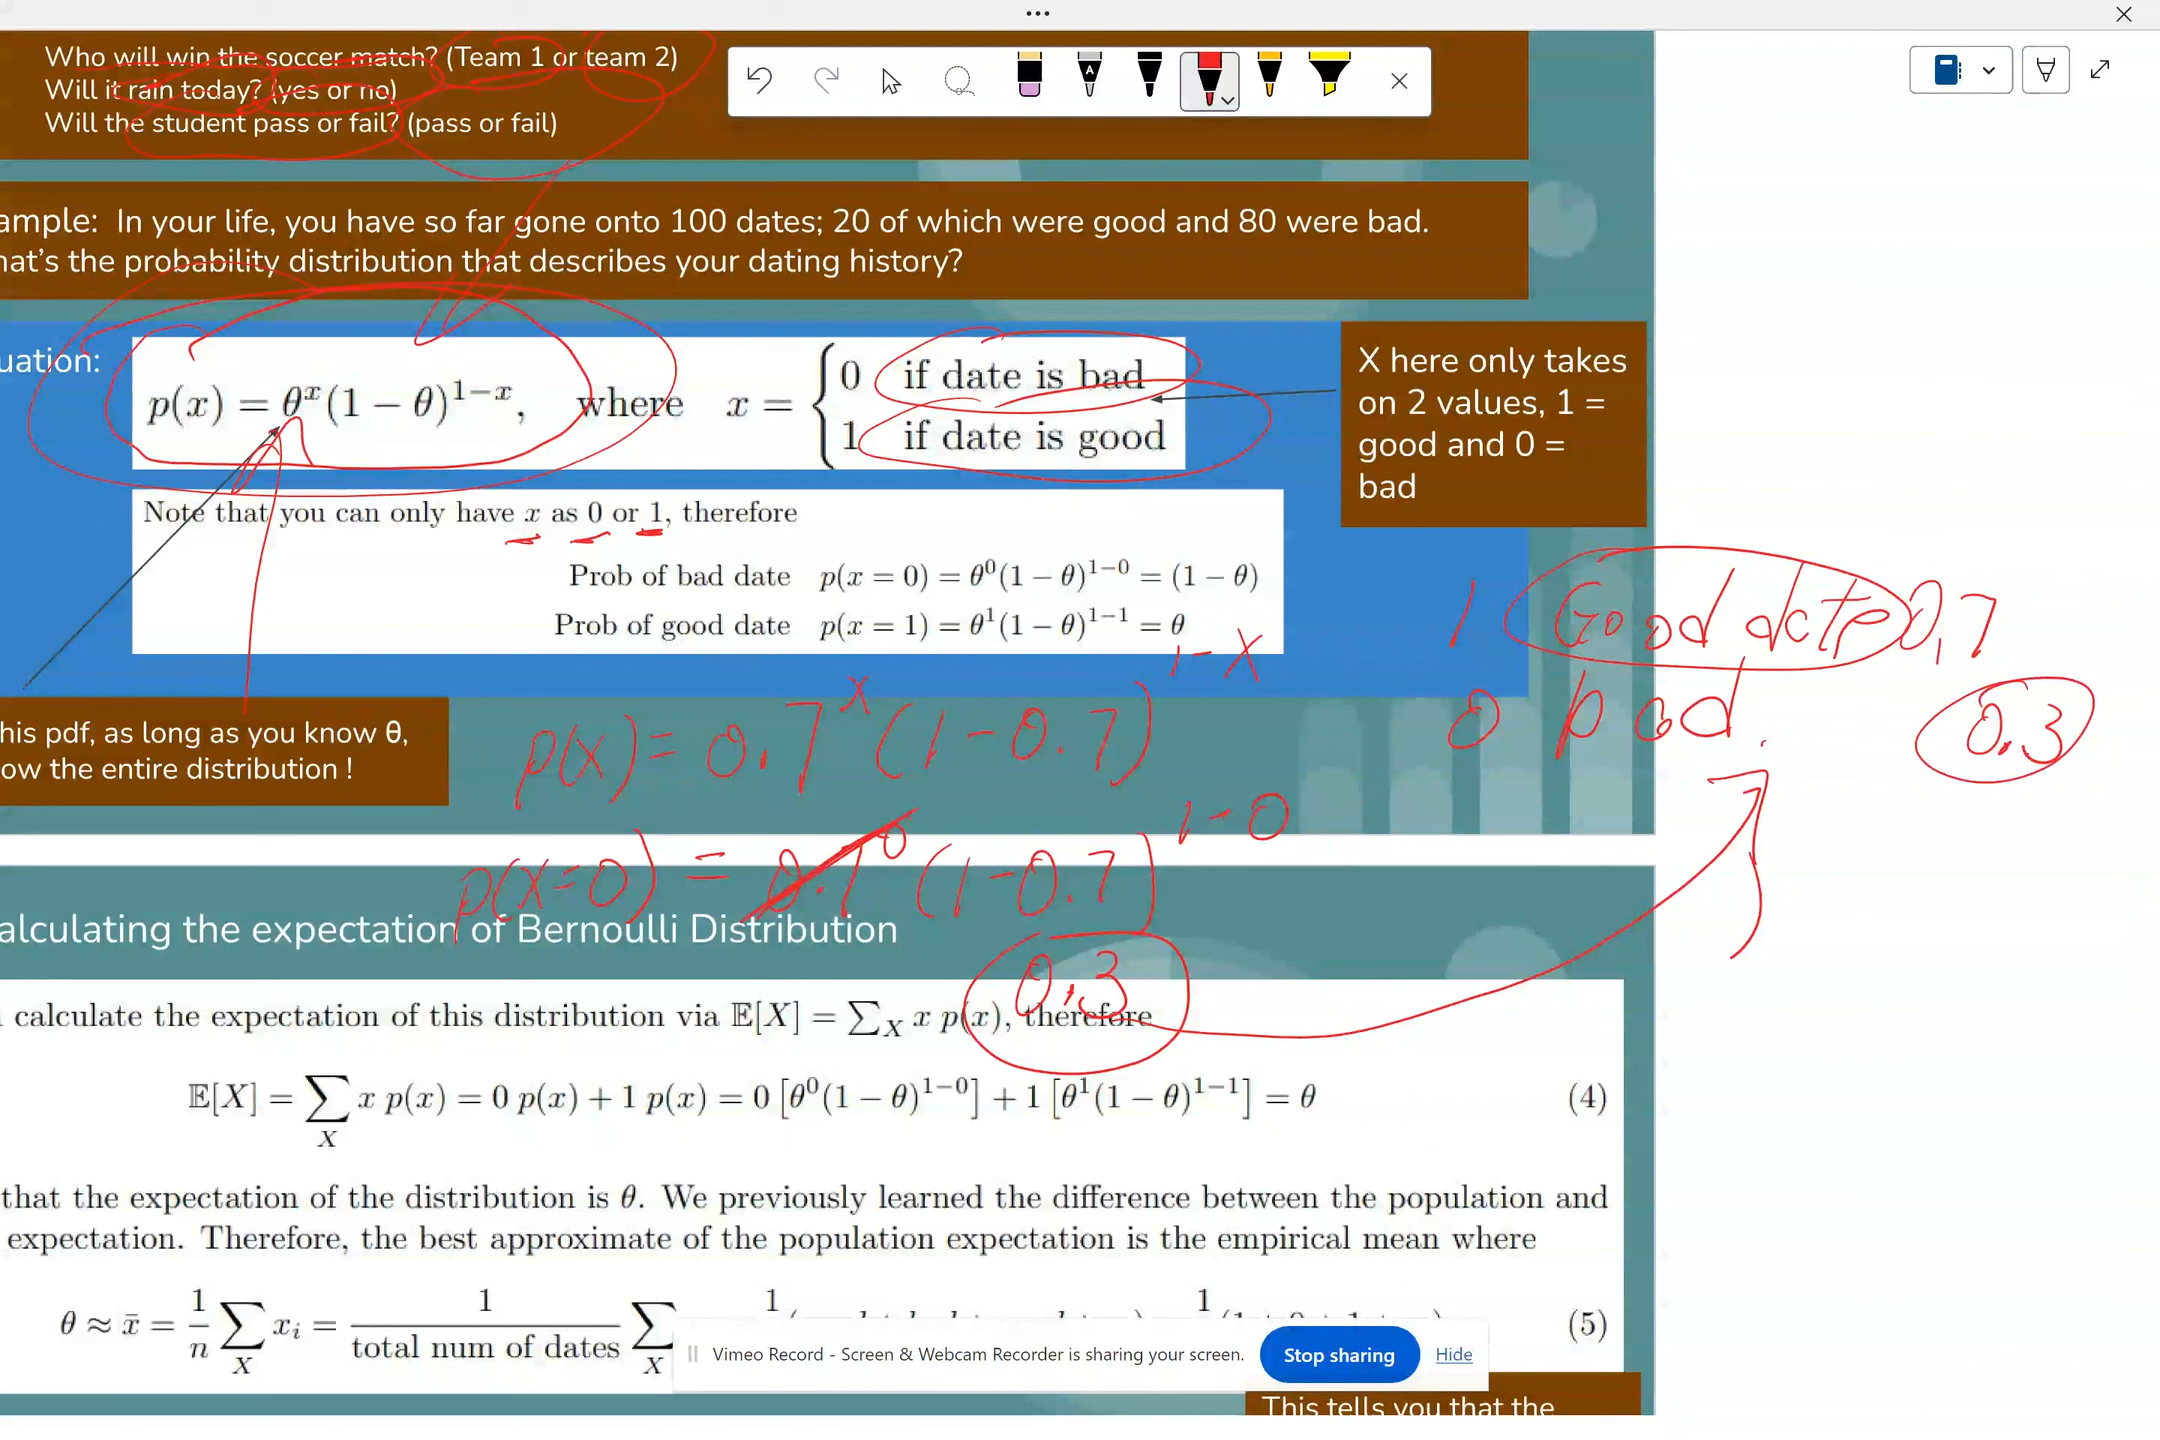 Who will win the soccer match? (Team 1 or team 2)
Will it rain today? (yes or no)
Will the student pass or fail? (pass or fail)
ample: In your life, you have so far gone onto 100 dates; 20 of which were good and 80 were bad.
hat's the probability distribution that describes your dating history?
uation:
p(x) = θ^x(1 − θ)^{1−x}, where x = { 0 if date is bad
1 if date is good
X here only takes
on 2 values, 1 =
good and 0 =
bad
Note that you can only have x as 0 or 1, therefore
Prob of bad date p(x = 0) = θ^0(1 − θ)^{1−0} = (1 − θ)
Prob of good date p(x = 1) = θ^1(1 − θ)^{1−1} = θ
1 Good date 0.7
0 bad. 0.3
his pdf, as long as you know θ,
ow the entire distribution !
p(x) = 0.7^x (1 - 0.7)^{1-x}
p(x=0) = 0.7^0 (1-0.7)^{1-0}
0.3
alculating the expectation of Bernoulli Distribution
calculate the expectation of this distribution via 𝔼[X] = ∑_X x p(x), therefore
𝔼[X] = ∑_X x p(x) = 0 p(x) + 1 p(x) = 0 [θ^0(1 − θ)^{1−0}] + 1 [θ^1(1 − θ)^{1−1}] = θ (4)
that the expectation of the distribution is θ. We previously learned the difference between the population and
expectation. Therefore, the best approximate of the population expectation is the empirical mean where
θ ≈ x̄ = 1/n ∑_X x_i = 1/total num of dates ∑_X (5)
Vimeo Record - Screen & Webcam Recorder is sharing your screen. Stop sharing Hide
This tells you that the